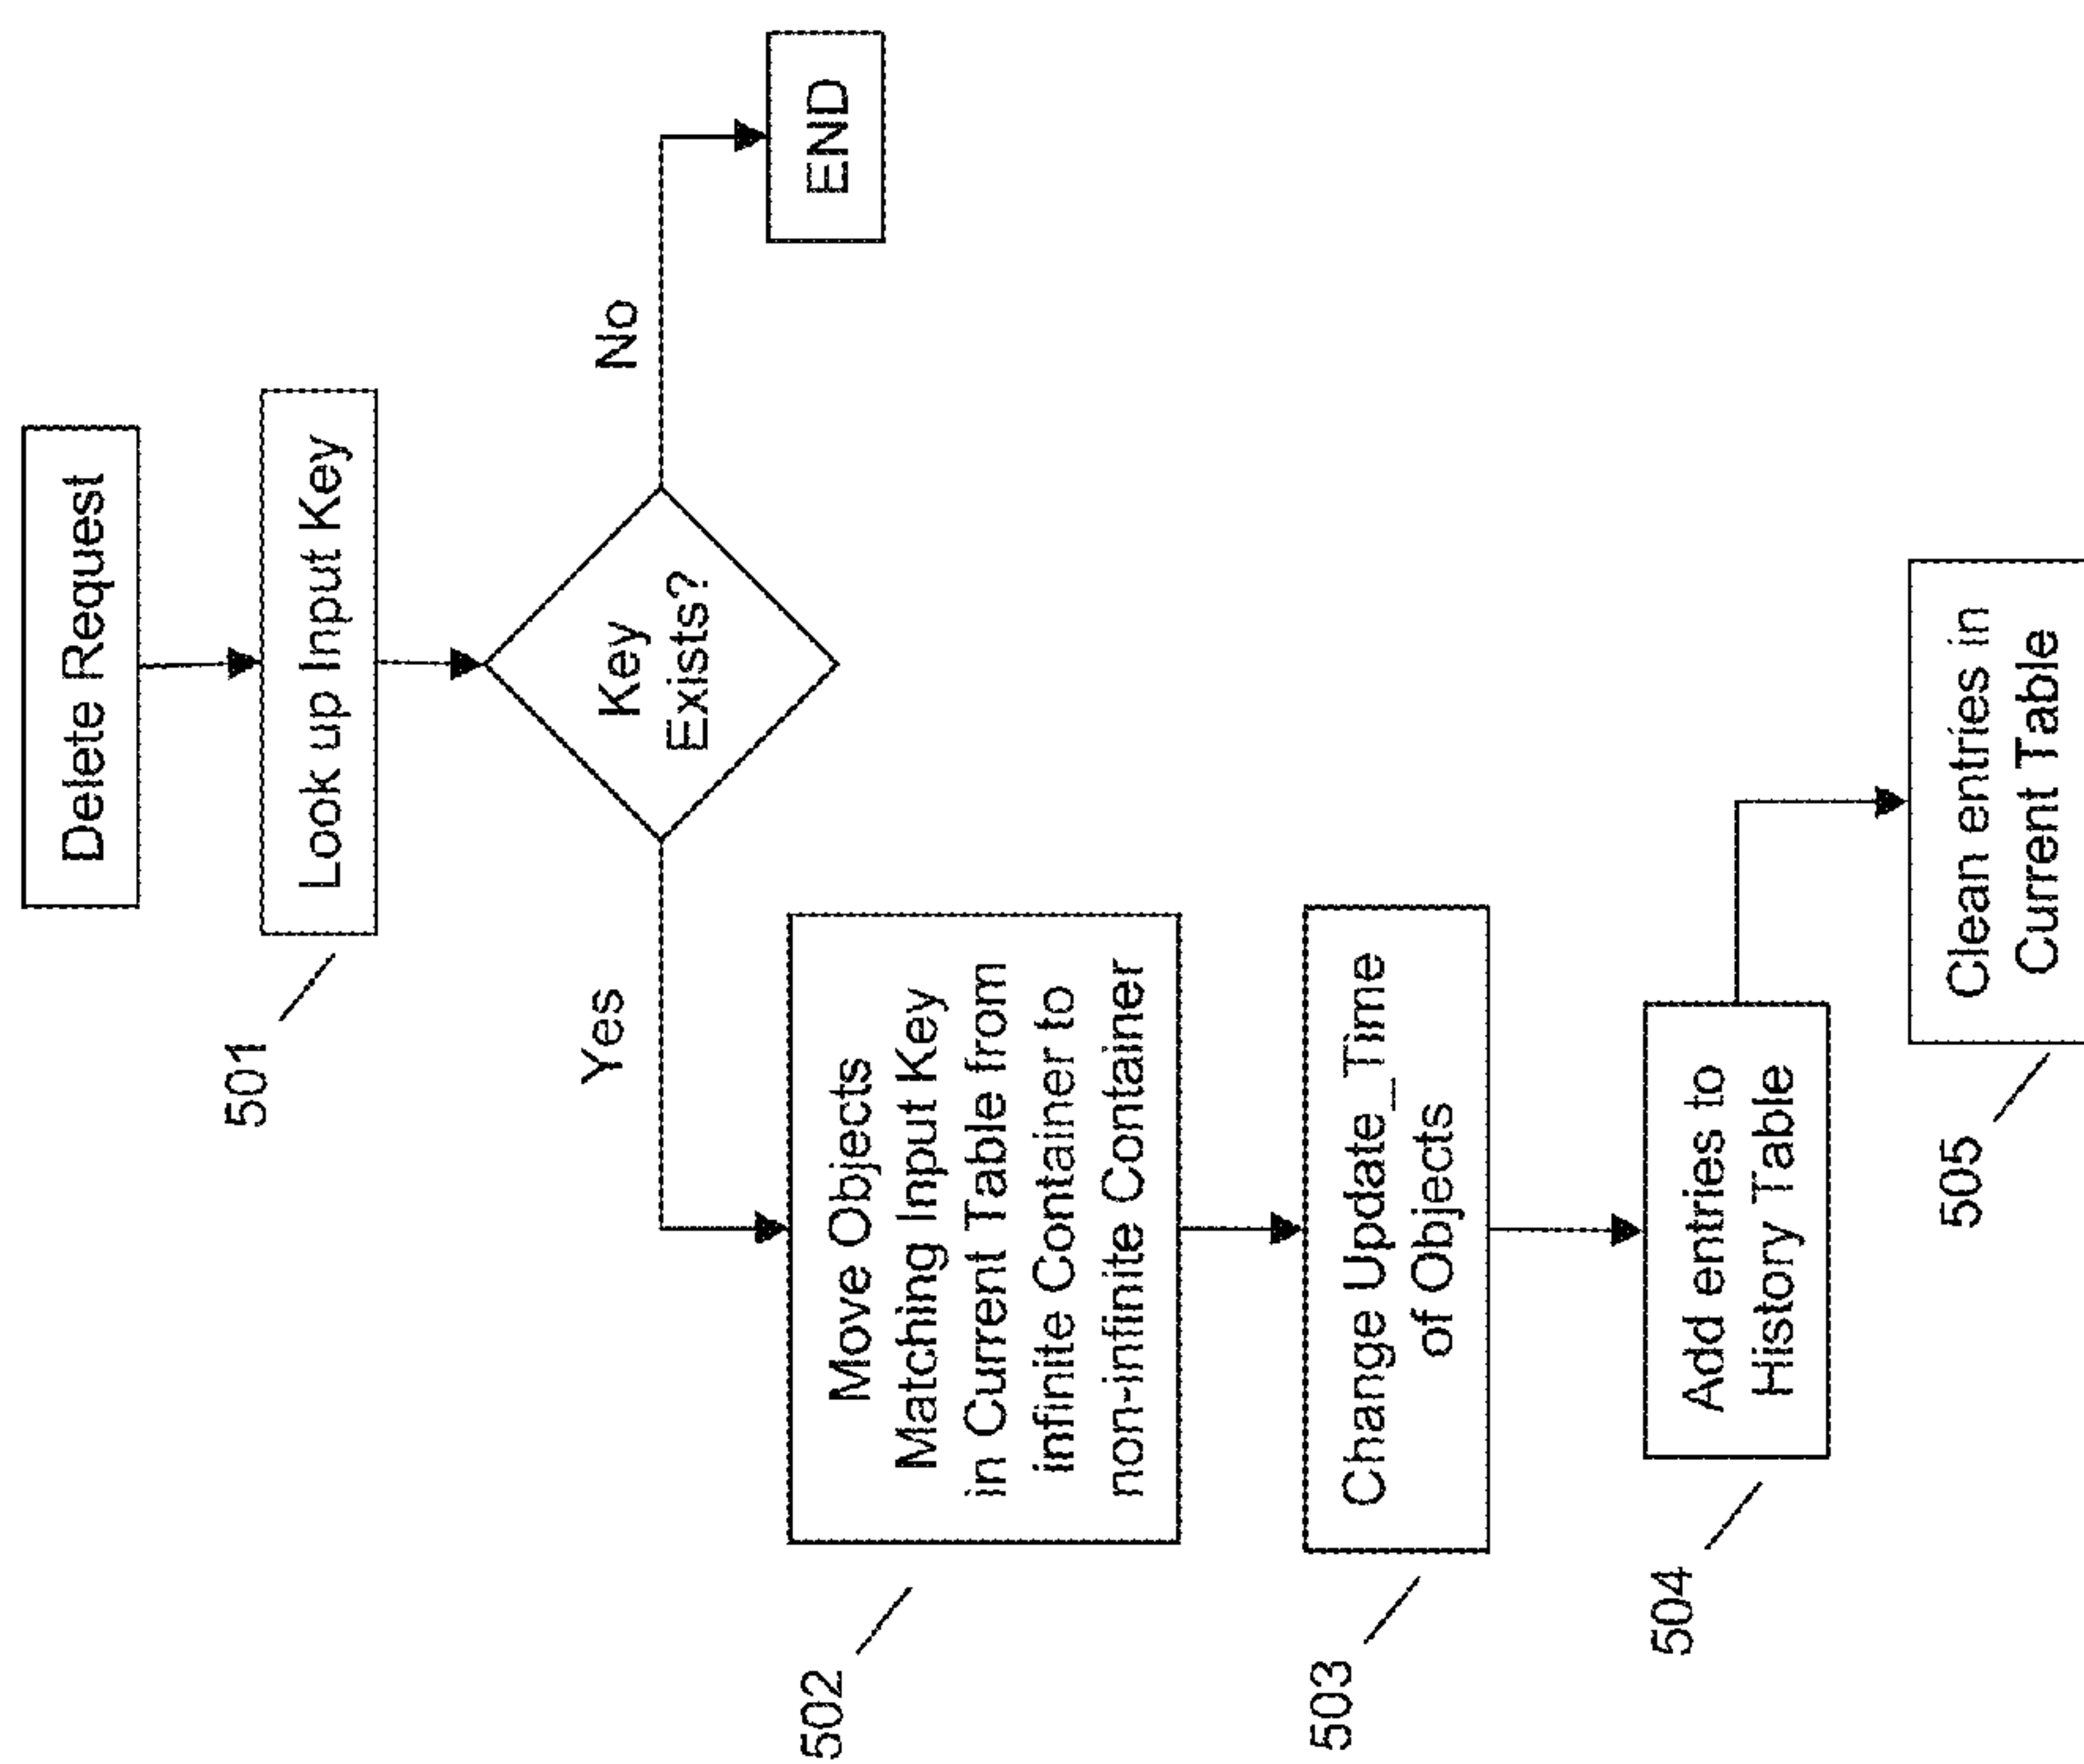 Delete Request
Look up Input Key
501
Key
Exists?
No
END
Yes
Move Objects
Matching Input Key
in Current Table from
infinite Container to
non-infinite Container
502
Change Update_Time
of Objects
503
Add entries to
History Table
504
Clean entries in
Current Table
505